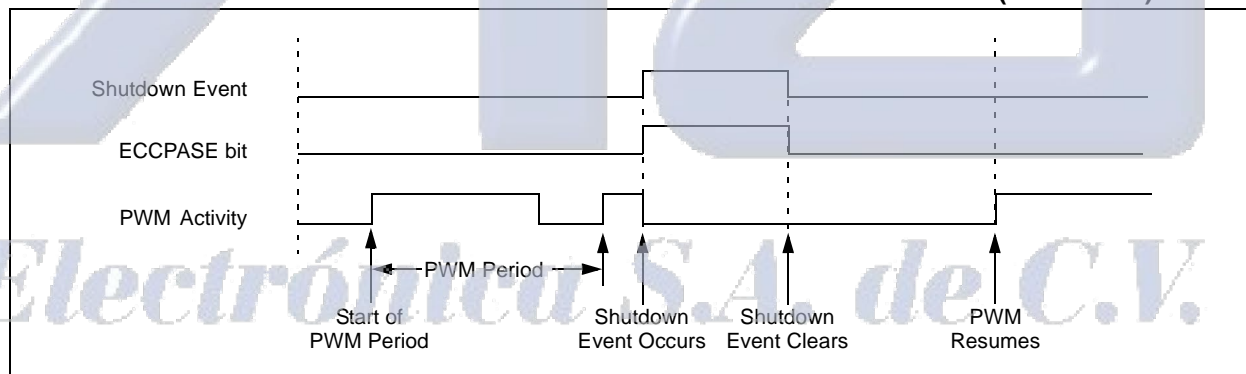 Shutdown Event
ECCPASE bit
PWM Activity
PWM Period
Start of
PWM Period
Shutdown
Event Occurs
Shutdown
Event Clears
PWM
Resumes
Electrónica S.A. de C.V.